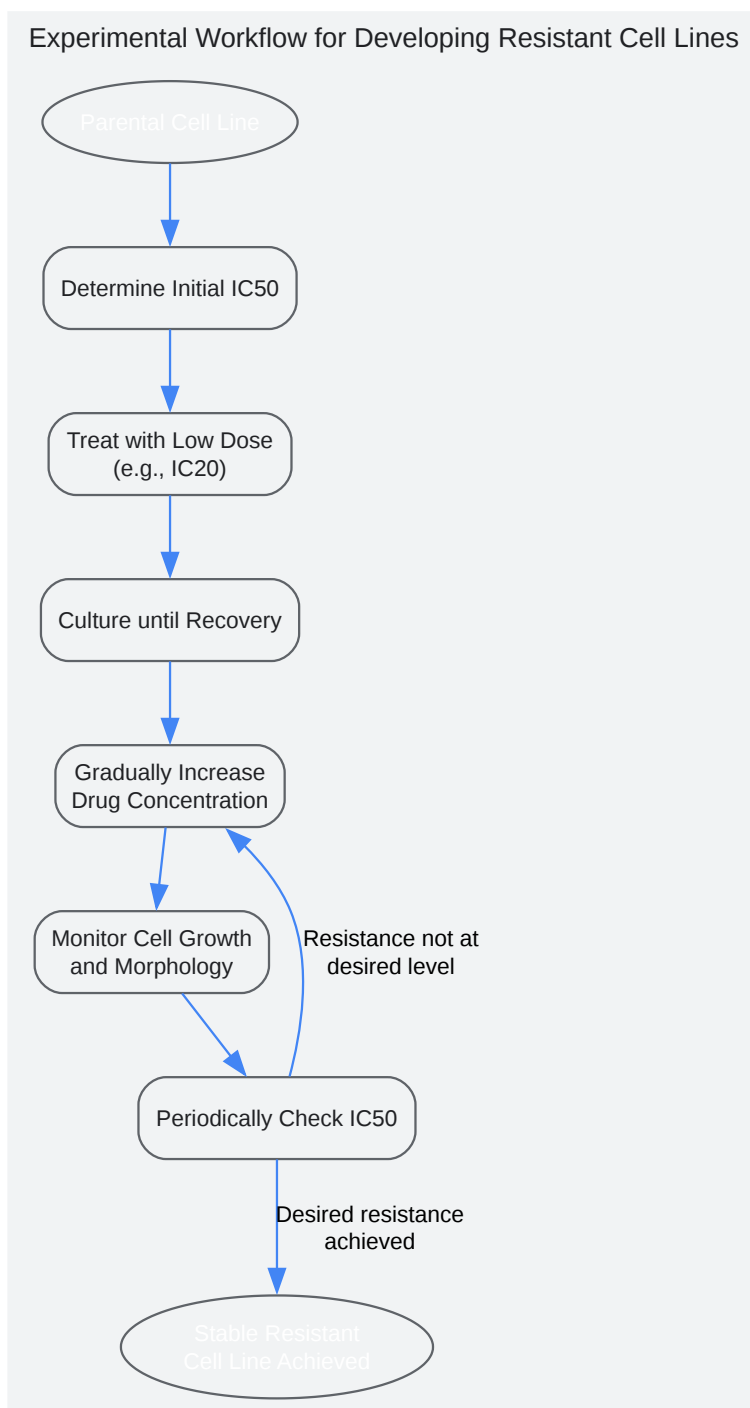 Experimental Workflow for Developing Resistant Cell Lines
Parental Cell Line
Determine Initial IC50
Treat with Low Dose
(e.g., IC20)
Culture until Recovery
Gradually Increase
Drug Concentration
Monitor Cell Growth
and Morphology
Resistance not at
desired level
Periodically Check IC50
Desired resistance
achieved
Stable Resistant
Cell Line Achieved